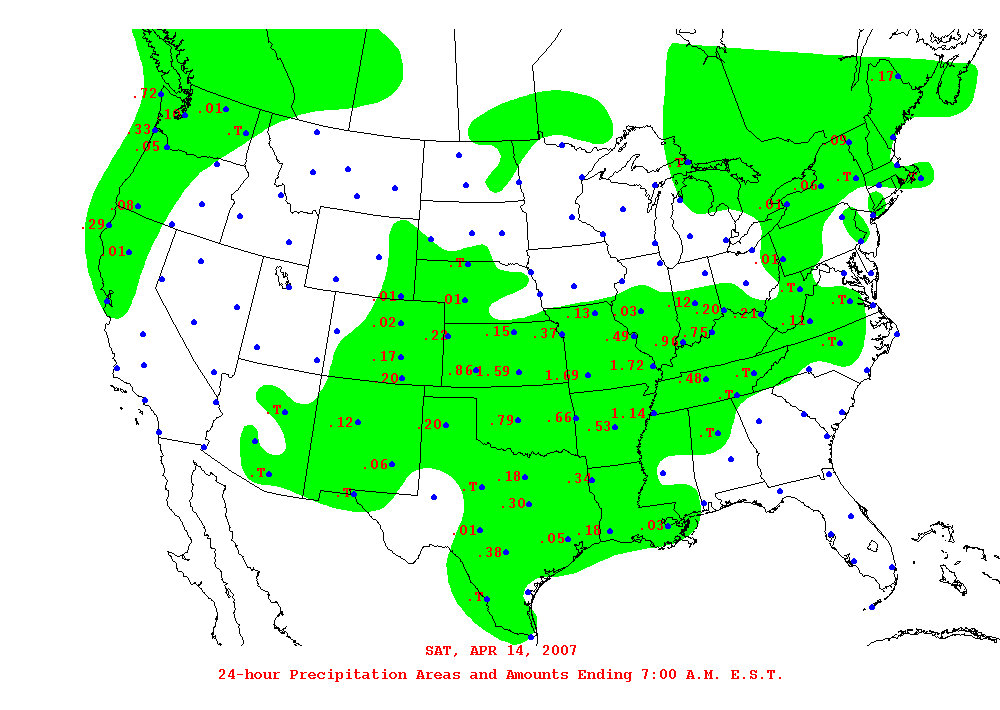 .17
.72
.01
.33
.T
.05
.09
T
.T
.T
.06
.08
.01
.29
01
.01
.T
.T
.01
01
.12
.T
.13
.03
.20
.21
.02
.11
.22
.15
.37
.49
.96
.75
.T
.17
.86
1.59
1.69
1.72
.20
.48
.T
.T
.T
.12
.20
.79
.66
.53
1.14
.T
.06
.T
.18
.34
.T
.T
.30
.01
.05
.18
.03
.38
.T
SAT, APR 14, 2007
24-hour Precipitation Areas and Amounts Ending 7:00 A.M. E.S.T.